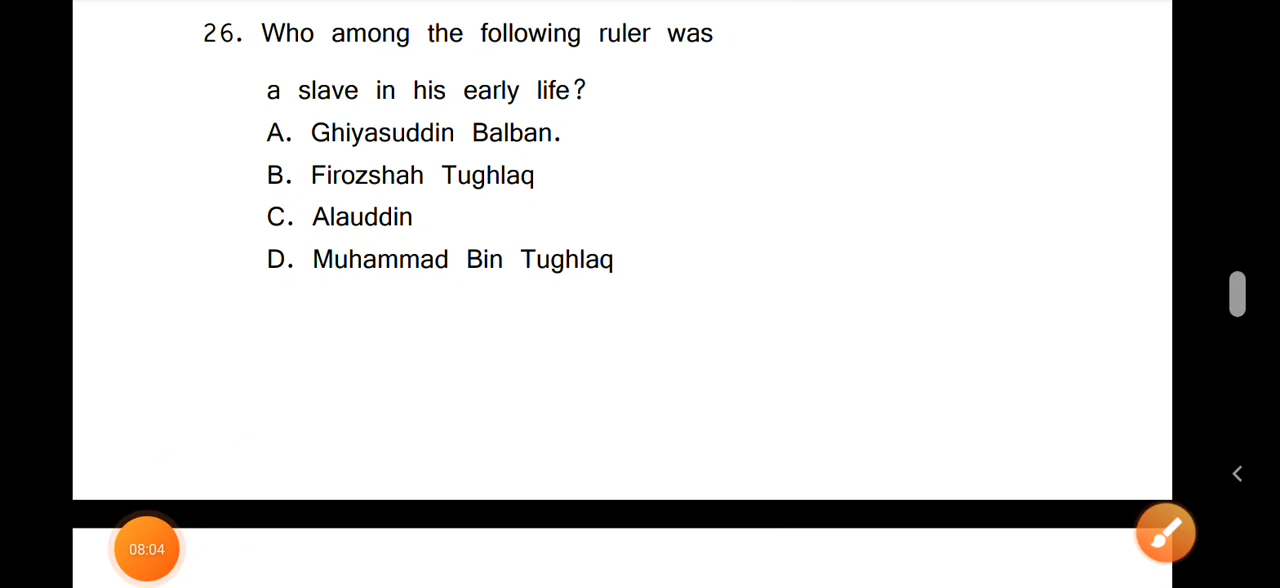 26. Who among the following ruler was
a slave in his early life?
A. Ghiyasuddin Balban.
B. Firozshah Tughlaq
C. Alauddin
D. Muhammad Bin Tughlaq
08:04